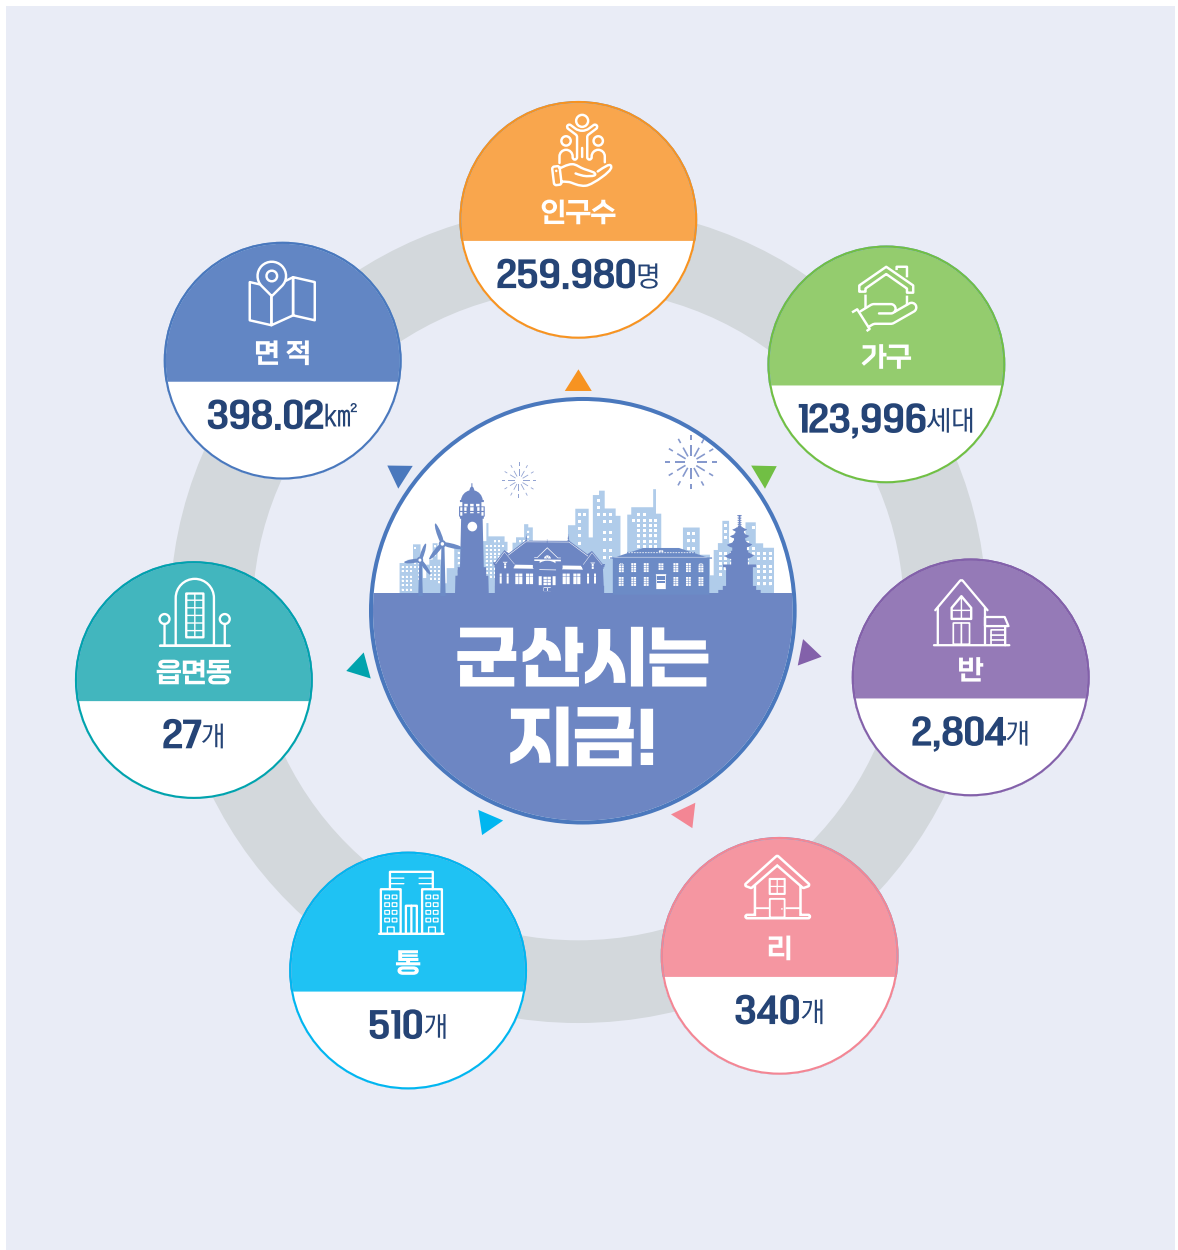 인구수
259.980명
면 적
398.02km²
가구
123,996세대
군산시는
지금!
읍면동
27개
반
2,804개
통
510개
리
340개